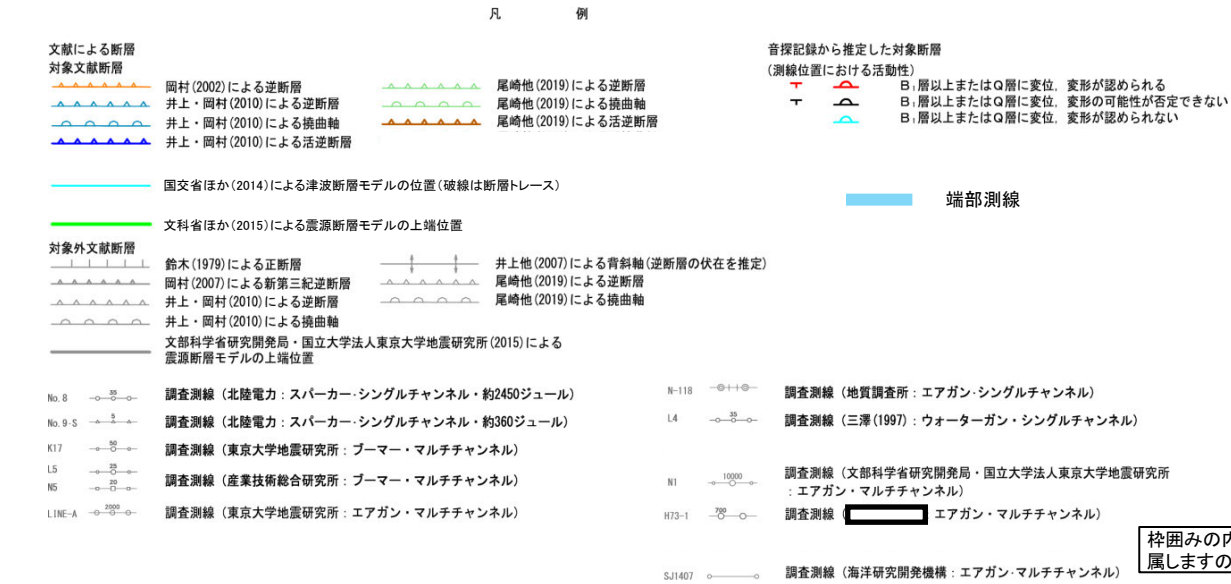 凡 例
文献による断層
対象文献断層
岡村(2002)による逆断層
井上・岡村(2010)による逆断層
井上・岡村(2010)による撓曲軸
井上・岡村(2010)による活逆断層
尾崎他(2019)による逆断層
尾崎他(2019)による撓曲軸
尾崎他(2019)による活逆断層
音探記録から推定した対象断層
(測線位置における活動性)
B₁層以上またはQ層に変位，変形が認められる
B₁層以上またはQ層に変位，変形の可能性が否定できない
B₁層以上またはQ層に変位，変形が認められない
国交省ほか(2014)による津波断層モデルの位置(破線は断層トレース)
文科省ほか(2015)による震源断層モデルの上端位置
端部測線
対象外文献断層
鈴木(1979)による正断層
岡村(2007)による新第三紀逆断層
井上・岡村(2010)による逆断層
井上・岡村(2010)による撓曲軸
文部科学省研究開発局・国立大学法人東京大学地震研究所(2015)による
震源断層モデルの上端位置
井上他(2007)による背斜軸(逆断層の伏在を推定)
尾崎他(2019)による逆断層
尾崎他(2019)による撓曲軸
No.8 35 調査測線（北陸電力：スパーカー・シングルチャンネル・約2450ジュール）
No.9-S 5 調査測線（北陸電力：スパーカー・シングルチャンネル・約360ジュール）
K17 50 調査測線（東京大学地震研究所：ブーマー・マルチチャンネル）
L5 25
N5 20 調査測線（産業技術総合研究所：ブーマー・マルチチャンネル）
LINE-A 2000 調査測線（東京大学地震研究所：エアガン・マルチチャンネル）
N-118 調査測線（地質調査所：エアガン・シングルチャンネル）
L4 35 調査測線（三澤(1997)：ウォーターガン・シングルチャンネル）
N1 10000 調査測線（文部科学省研究開発局・国立大学法人東京大学地震研究所
：エアガン・マルチチャンネル）
H73-1 700 調査測線（ エアガン・マルチチャンネル）
SJ1407 調査測線（海洋研究開発機構：エアガン・マルチチャンネル）
枠囲みの内
属しますの